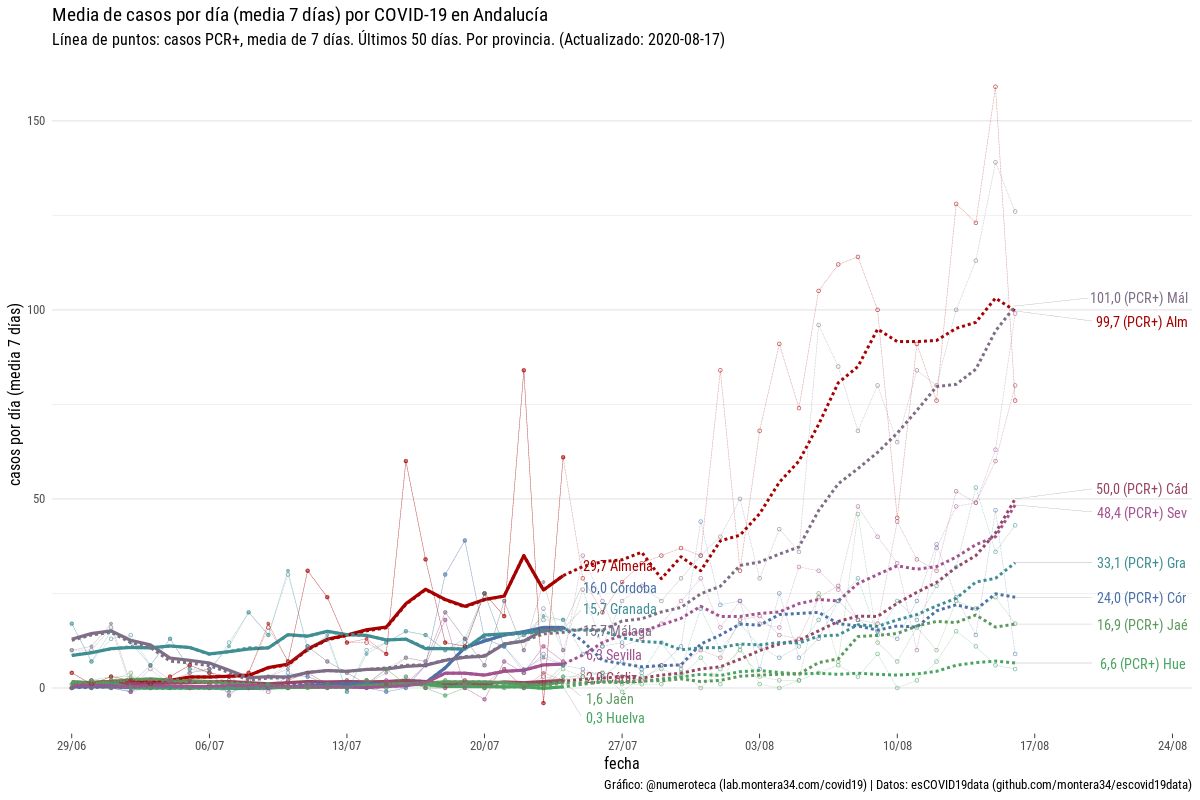 Media de casos por día (media 7 días) por COVID-19 en Andalucía
Línea de puntos: casos PCR+, media de 7 días. Últimos 50 días. Por provincia. (Actualizado: 2020-08-17)
casos por día (media 7 días)
150
100
50
0
101,0 (PCR+) Mál
99,7 (PCR+) Alm
50,0 (PCR+) Cád
48,4 (PCR+) Sev
33,1 (PCR+) Gra
24,0 (PCR+) Cór
16,9 (PCR+) Jaé
6,6 (PCR+) Hue
29,7 Almería
16,0 Córdoba
15,7 Granada
15,7 Málaga
6,3 Sevilla
1,6 Jaén
0,3 Huelva
29/06
06/07
13/07
20/07
27/07
03/08
10/08
17/08
24/08
fecha
Gráfico: @numeroteca (lab.montera34.com/covid19) | Datos: esCOVID19data (github.com/montera34/escovid19data)